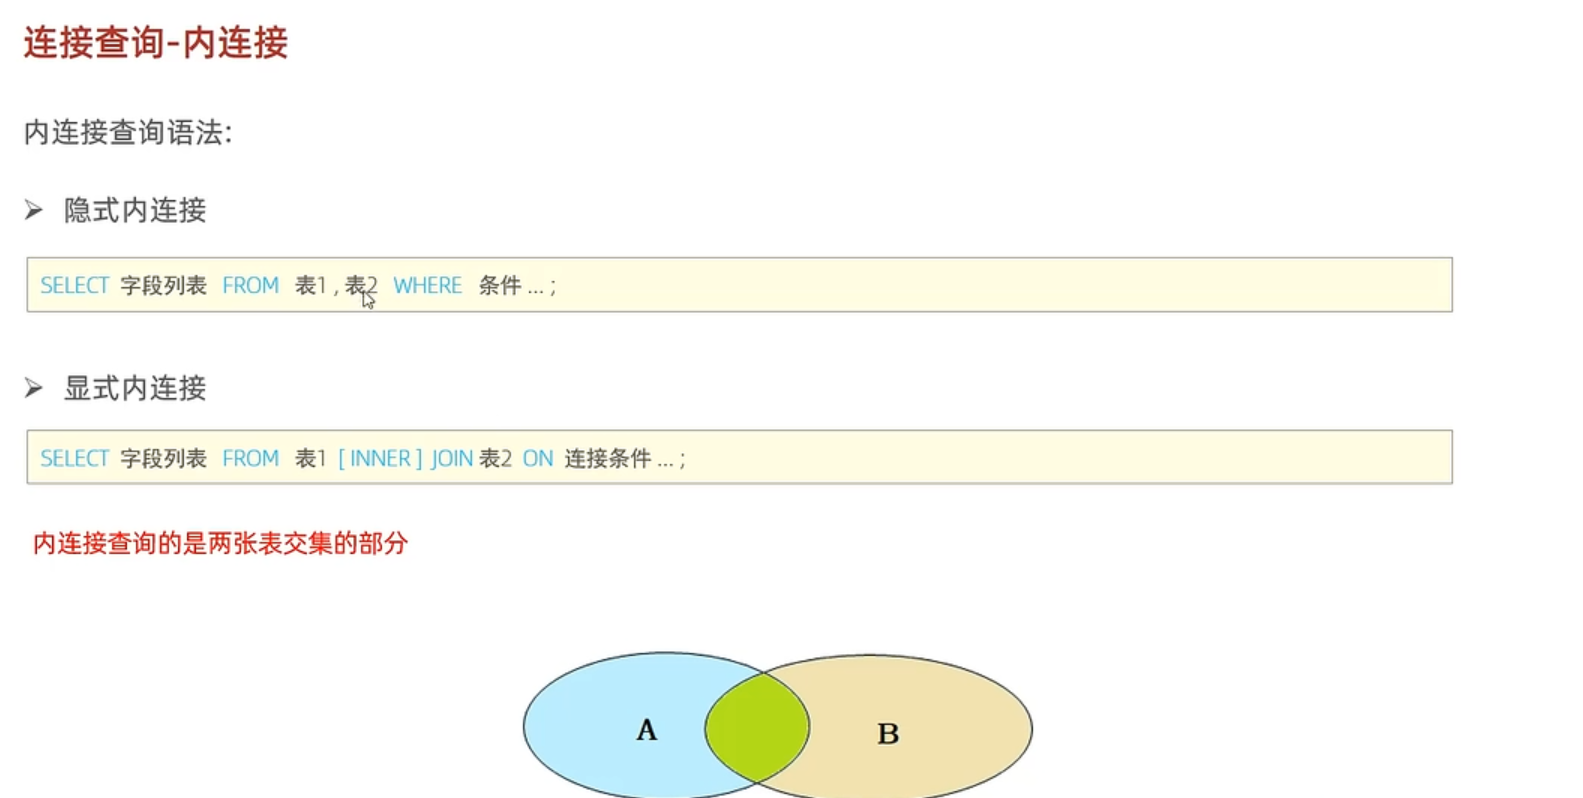 连接查询-内连接
内连接查询语法:
➢ 隐式内连接
SELECT 字段列表 FROM 表1 , 表2 WHERE 条件 ... ;
➢ 显式内连接
SELECT 字段列表 FROM 表1 [ INNER ] JOIN 表2 ON 连接条件 ... ;
内连接查询的是两张表交集的部分
A B